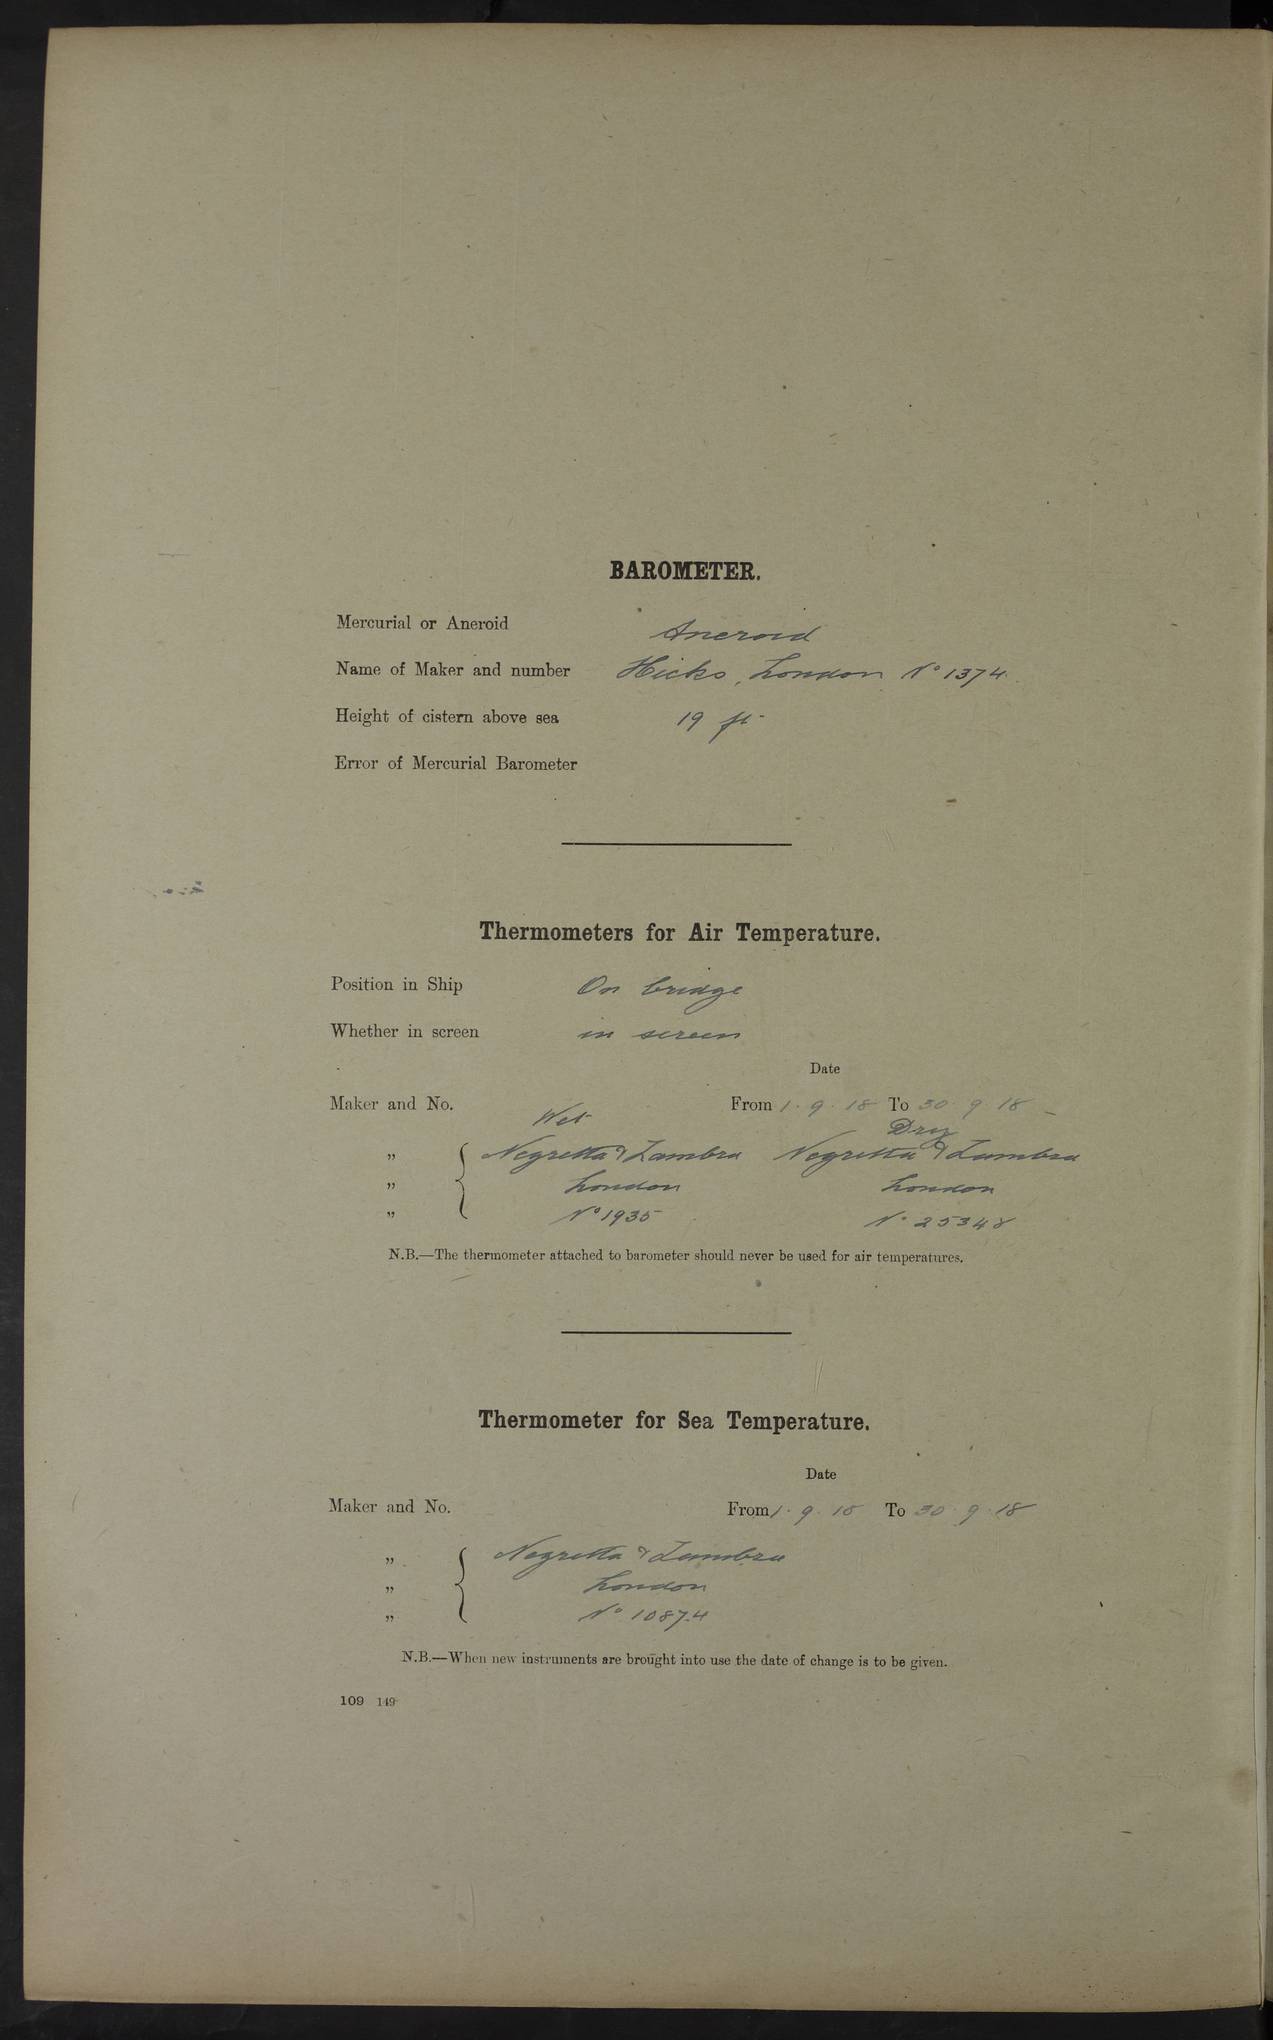 BAROMETER.
Mercurial or Aneroid Aneroid
Name of Maker and number Hicks, London No 1374.
Height of cistern above sea 19 ft.
Error of Mercurial Barometer
Thermometers for Air Temperature.
Position in Ship On bridge
Whether in screen in screen
Date
Maker and No. From 1. 9. 18 To 30. 9. 18
Wet Dry
„ { Negretta & Zambra Negretta & Zambra
„ London London
„ No 1935 No 25348
N.B.—The thermometer attached to barometer should never be used for air temperatures.
Thermometer for Sea Temperature.
Date
Maker and No. From 1. 9. 18 To 30. 9. 18
„ { Negretta & Zambra
„ London
„ No 10874
N.B.—When new instruments are brought into use the date of change is to be given.
109 149